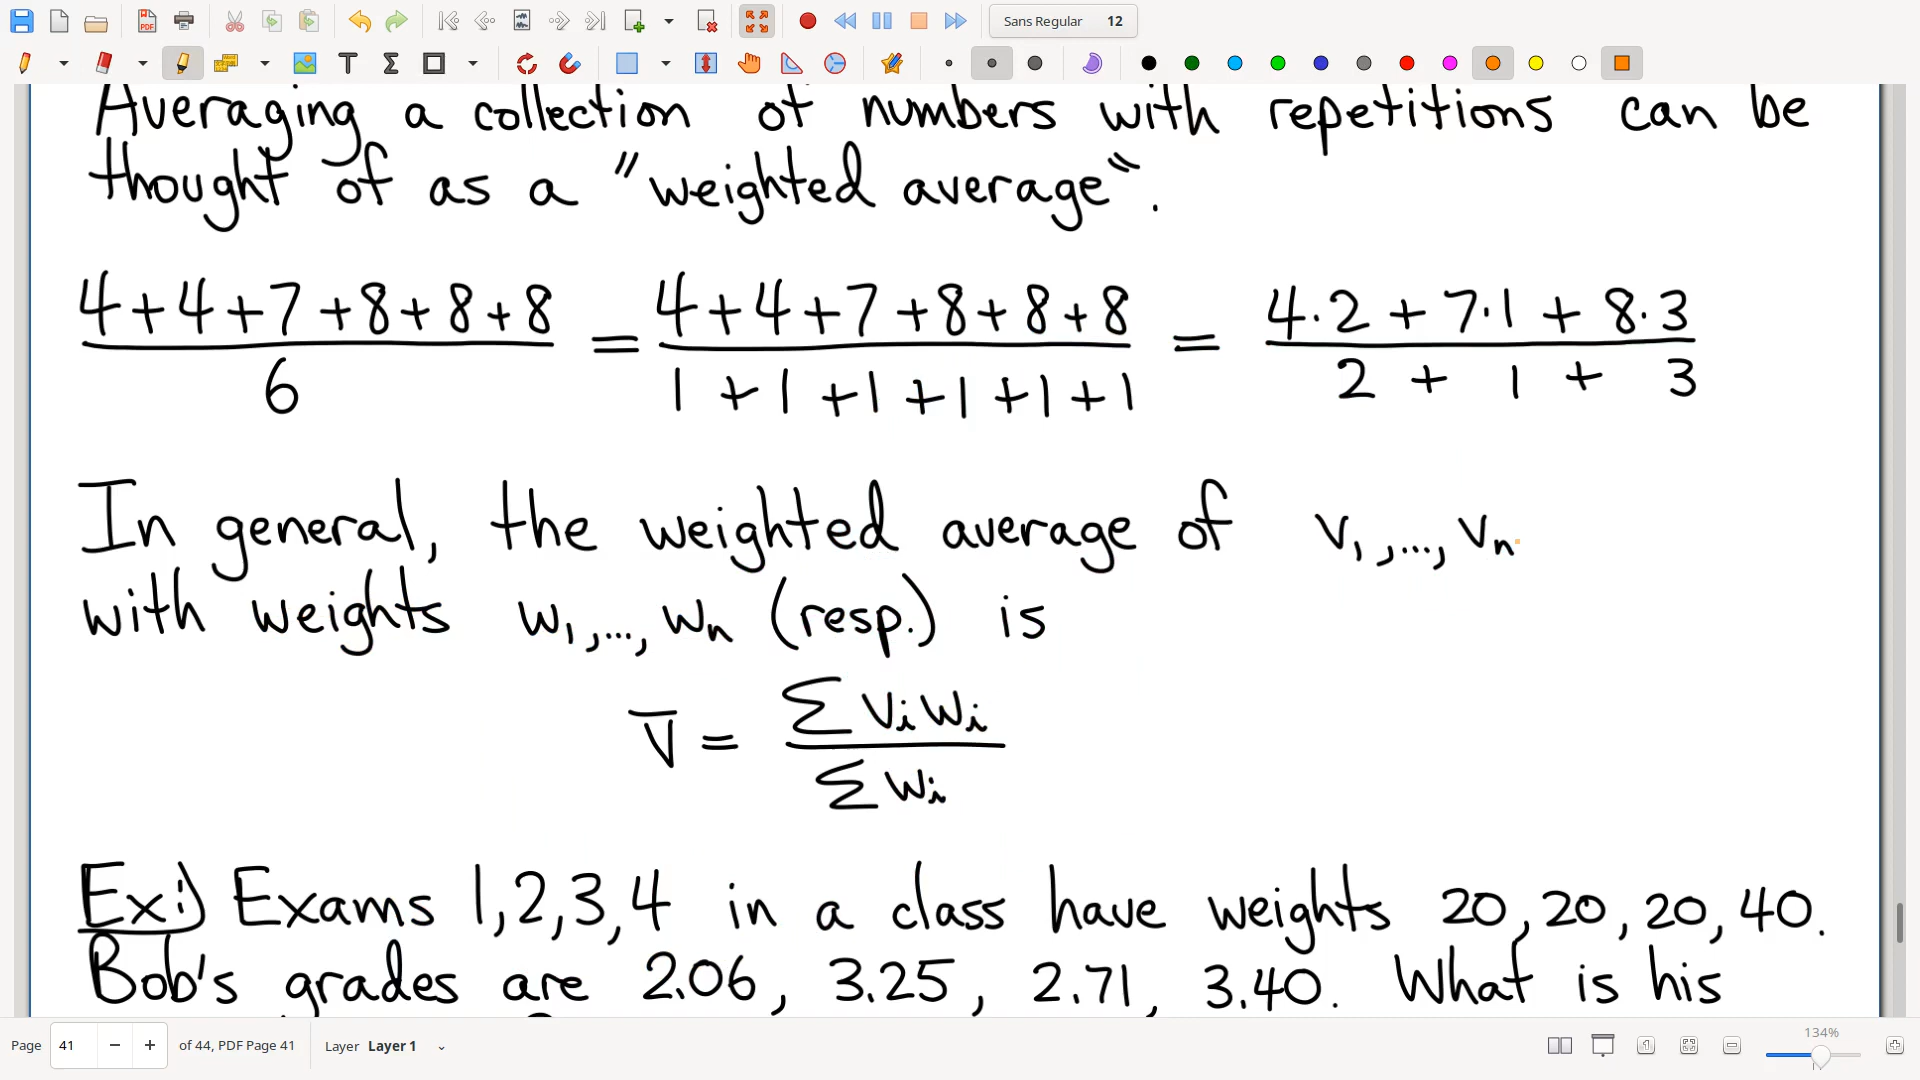 Sans Regular 12
Averaging a collection of numbers with repetitions can be
thought of as a "weighted average".
4+4+7+8+8+8 / 6 = 4+4+7+8+8+8 / 1+1+1+1+1+1 = 4·2 + 7·1 + 8·3 / 2 + 1 + 3
In general, the weighted average of v₁,...,vₙ
with weights w₁,...,wₙ (resp.) is
v̅ = Σ vᵢwᵢ / Σ wᵢ
Ex:) Exams 1,2,3,4 in a class have weights 20,20,20,40.
Bob's grades are 2.06, 3.25, 2.71, 3.40. What is his
Page 41 of 44, PDF Page 41 Layer Layer 1 134%